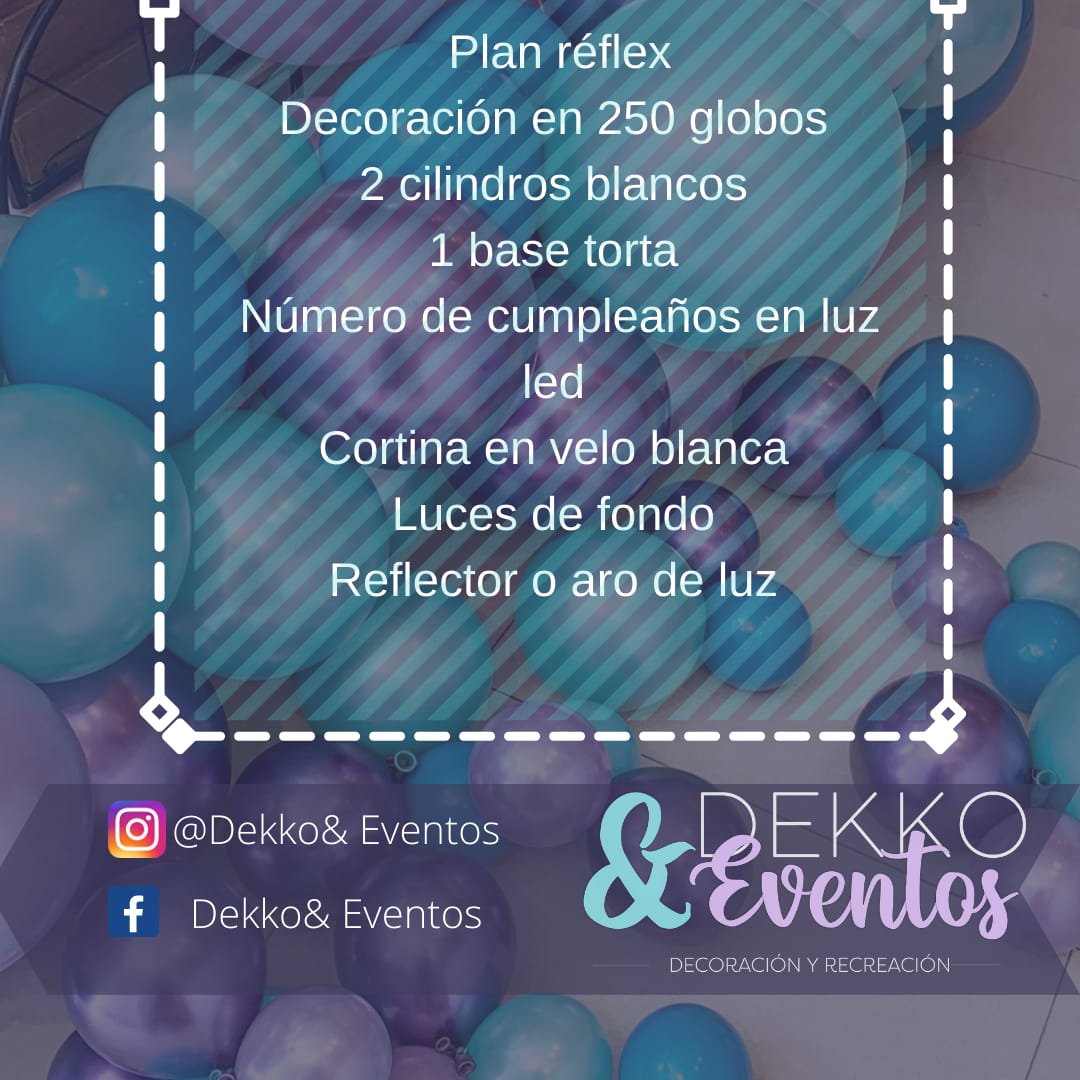 Plan réflex
Decoración en 250 globos
2 cilindros blancos
1 base torta
Número de cumpleaños en luz
led
Cortina en velo blanca
Luces de fondo
Reflector o aro de luz
@Dekko& Eventos
Dekko& Eventos
DEKKO
& Eventos
DECORACIÓN Y RECREACIÓN